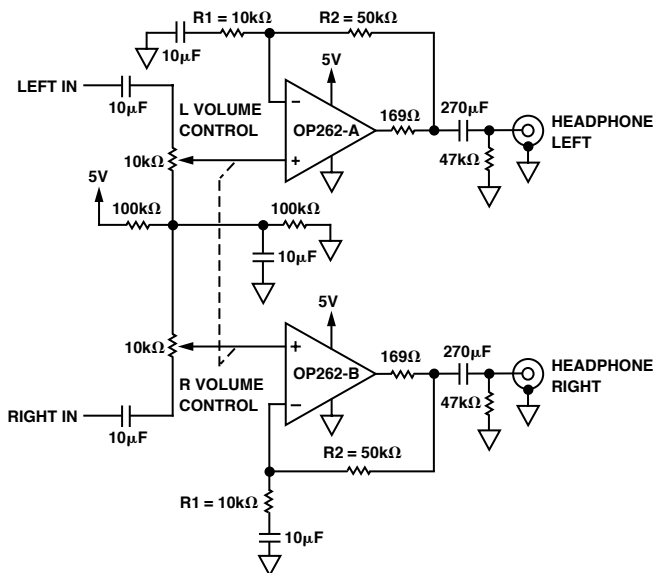 R1 = 10kΩ
R2 = 50kΩ
10µF
5V
LEFT IN
10µF
L VOLUME
CONTROL
OP262-A
169Ω
270µF
HEADPHONE
LEFT
47kΩ
10kΩ
5V
100kΩ
100kΩ
10µF
5V
10kΩ
OP262-B
169Ω
270µF
HEADPHONE
RIGHT
47kΩ
R VOLUME
CONTROL
RIGHT IN
10µF
R2 = 50kΩ
R1 = 10kΩ
10µF